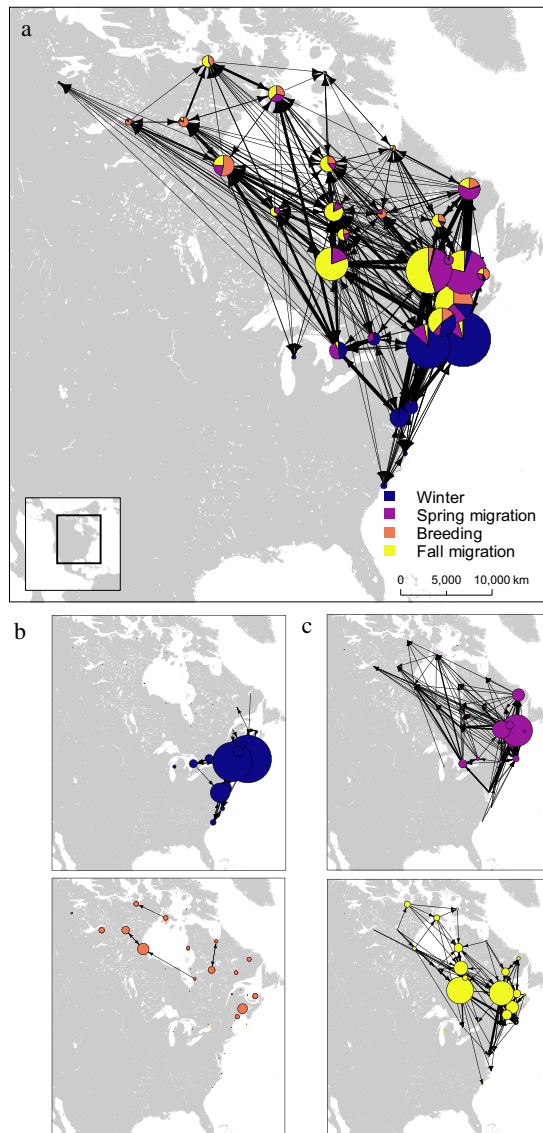 a
Winter
Spring migration
Breeding
Fall migration
0 5,000 10,000 km
b
c